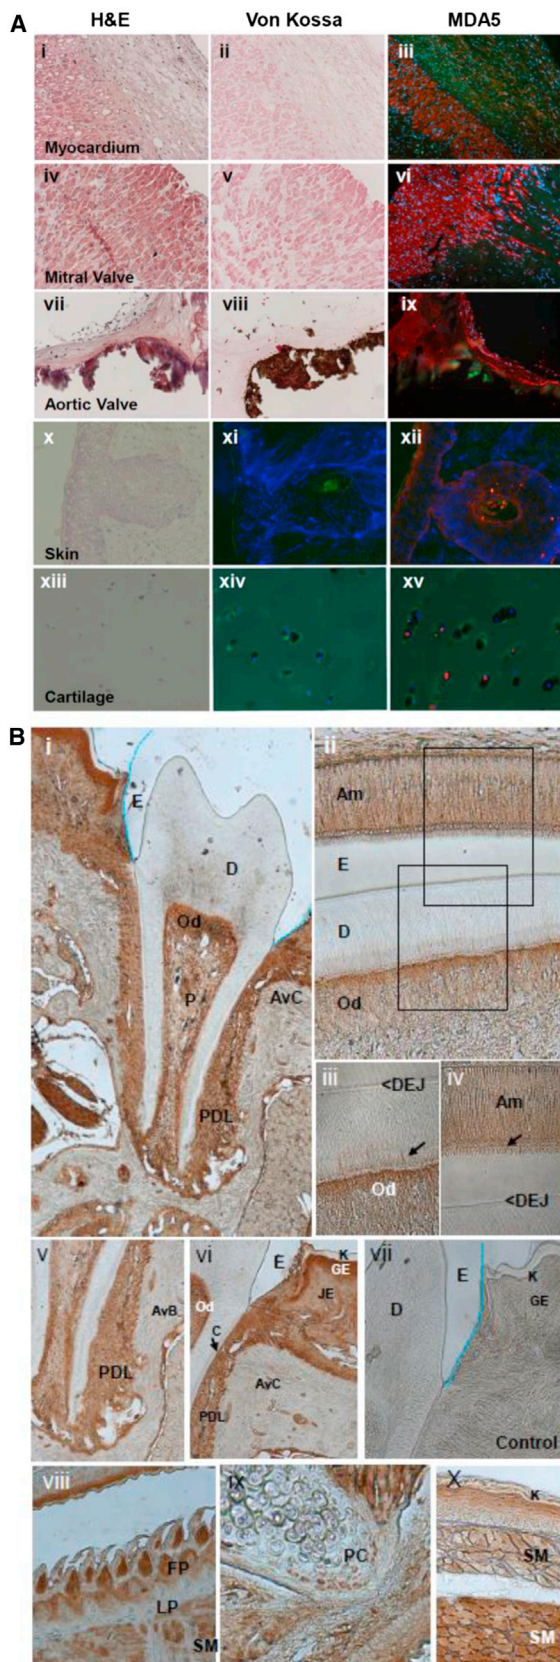 A
H&E Von Kossa MDA5
i ii iii
Myocardium
iv v vi
Mitral Valve
vii viii ix
Aortic Valve
x xi xii
Skin
xiii xiv xv
Cartilage
B
i ii
E
D
Od
P
AvC
PDL
Am
E
D
Od
iii iv
<DEJ
Od
Am
<DEJ
v vi vii
AvB
PDL
E
K
GE
JE
Od
C
AvC
PDL
E
K
D
GE
Control
viii ix X
FP
LP
SM
PC
K
SM
SM